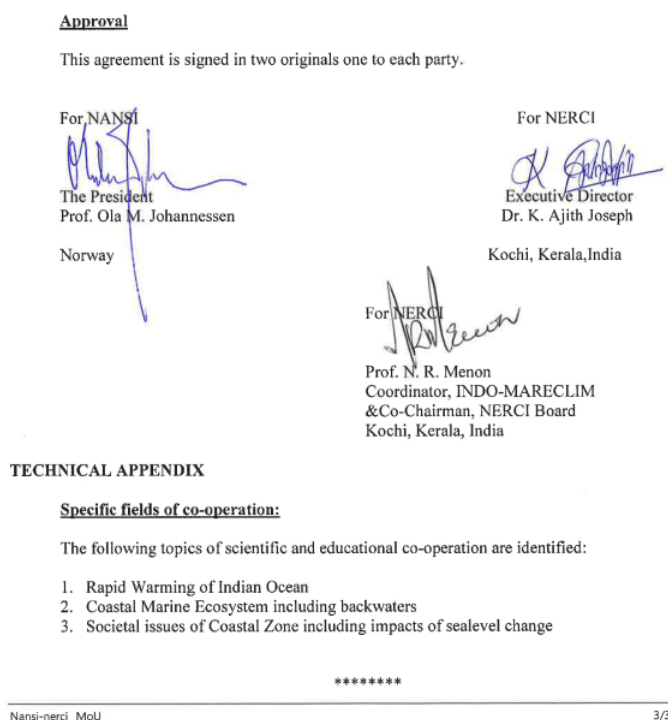 Approval
This agreement is signed in two originals one to each party.
For NANSI
For NERCI
The President
Prof. Ola M. Johannessen
Executive Director
Dr. K. Ajith Joseph
Norway
Kochi, Kerala,India
For NERCI
NRMenon
Prof. N. R. Menon
Coordinator, INDO-MARECLIM
&Co-Chairman, NERCI Board
Kochi, Kerala, India
TECHNICAL APPENDIX
Specific fields of co-operation:
The following topics of scientific and educational co-operation are identified:
1. Rapid Warming of Indian Ocean
2. Coastal Marine Ecosystem including backwaters
3. Societal issues of Coastal Zone including impacts of sealevel change
********
Nansi-nerci_MoU
3/3